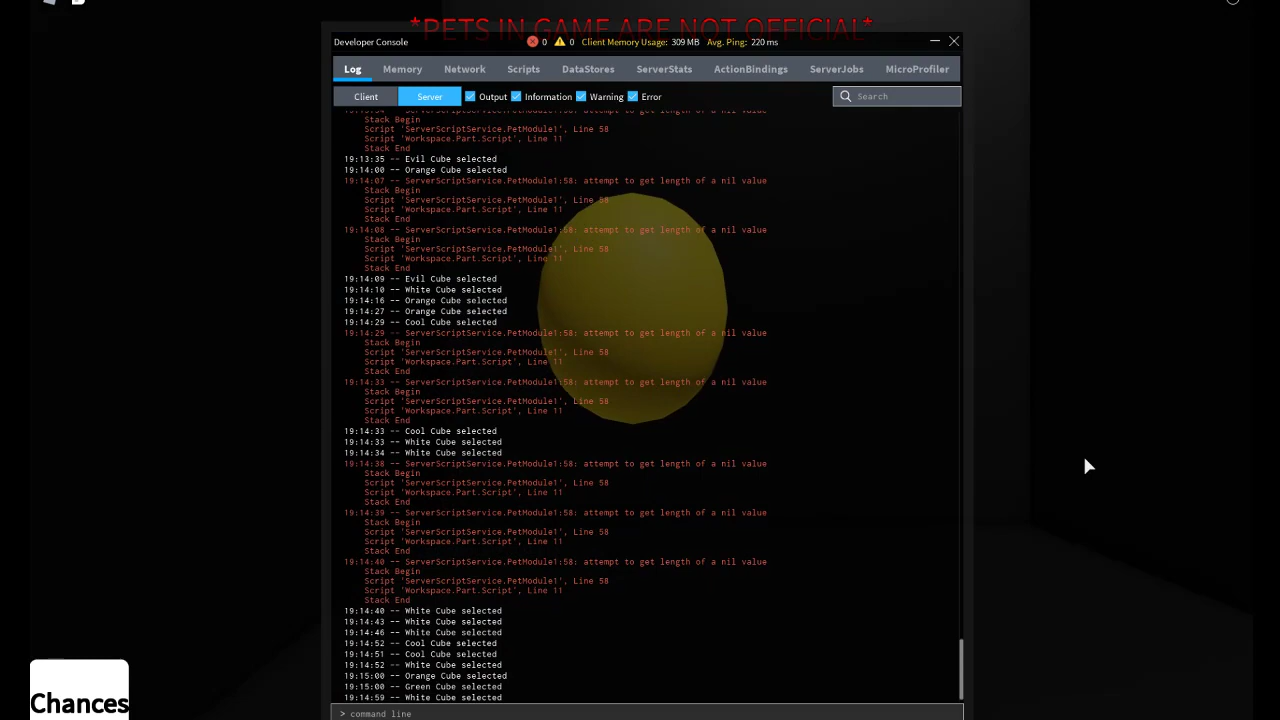 *PETS IN GAME ARE NOT OFFICIAL*
Developer Console 0 0 Client Memory Usage: 309 MB Avg. Ping: 220 ms
Log Memory Network Scripts DataStores ServerStats ActionBindings ServerJobs MicroProfiler
Client Server Output Information Warning Error Search
ServerScriptService.PetModule1:58: attempt to get length of a nil value
Stack Begin
Script 'ServerScriptService.PetModule1', Line 58
Script 'Workspace.Part.Script', Line 11
Stack End
19:13:35 -- Evil Cube selected
19:14:00 -- Orange Cube selected
19:14:07 -- ServerScriptService.PetModule1:58: attempt to get length of a nil value
Stack Begin
Script 'ServerScriptService.PetModule1', Line 58
Script 'Workspace.Part.Script', Line 11
Stack End
19:14:08 -- ServerScriptService.PetModule1:58: attempt to get length of a nil value
Stack Begin
Script 'ServerScriptService.PetModule1', Line 58
Script 'Workspace.Part.Script', Line 11
Stack End
19:14:09 -- Evil Cube selected
19:14:10 -- White Cube selected
19:14:16 -- Orange Cube selected
19:14:27 -- Orange Cube selected
19:14:29 -- Cool Cube selected
19:14:29 -- ServerScriptService.PetModule1:58: attempt to get length of a nil value
Stack Begin
Script 'ServerScriptService.PetModule1', Line 58
Script 'Workspace.Part.Script', Line 11
Stack End
19:14:33 -- ServerScriptService.PetModule1:58: attempt to get length of a nil value
Stack Begin
Script 'ServerScriptService.PetModule1', Line 58
Script 'Workspace.Part.Script', Line 11
Stack End
19:14:33 -- Cool Cube selected
19:14:33 -- White Cube selected
19:14:34 -- White Cube selected
19:14:38 -- ServerScriptService.PetModule1:58: attempt to get length of a nil value
Stack Begin
Script 'ServerScriptService.PetModule1', Line 58
Script 'Workspace.Part.Script', Line 11
Stack End
19:14:39 -- ServerScriptService.PetModule1:58: attempt to get length of a nil value
Stack Begin
Script 'ServerScriptService.PetModule1', Line 58
Script 'Workspace.Part.Script', Line 11
Stack End
19:14:40 -- ServerScriptService.PetModule1:58: attempt to get length of a nil value
Stack Begin
Script 'ServerScriptService.PetModule1', Line 58
Script 'Workspace.Part.Script', Line 11
Stack End
19:14:40 -- White Cube selected
19:14:43 -- White Cube selected
19:14:46 -- White Cube selected
19:14:52 -- Cool Cube selected
19:14:51 -- Cool Cube selected
19:14:52 -- White Cube selected
19:15:00 -- Orange Cube selected
19:15:00 -- Green Cube selected
19:14:59 -- White Cube selected
> command line
Chances